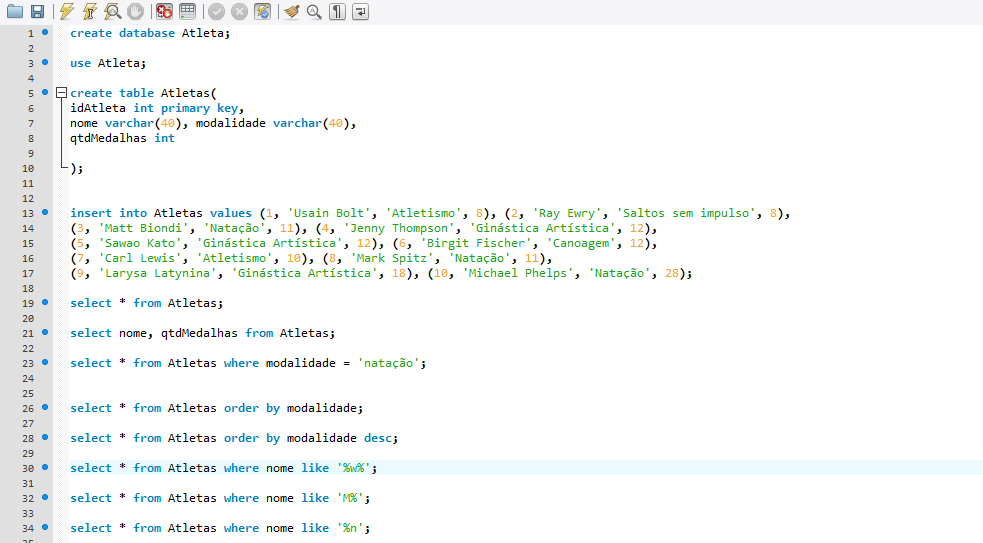 1 create database Atleta;
2
3 use Atleta;
4
5 create table Atletas(
6 idAtleta int primary key,
7 nome varchar(40), modalidade varchar(40),
8 qtdMedalhas int
9
10 );
11
12
13 insert into Atletas values (1, 'Usain Bolt', 'Atletismo', 8), (2, 'Ray Ewry', 'Saltos sem impulso', 8),
14 (3, 'Matt Biondi', 'Natação', 11), (4, 'Jenny Thompson', 'Ginástica Artística', 12),
15 (5, 'Sawao Kato', 'Ginástica Artística', 12), (6, 'Birgit Fischer', 'Canoagem', 12),
16 (7, 'Carl Lewis', 'Atletismo', 10), (8, 'Mark Spitz', 'Natação', 11),
17 (9, 'Larysa Latynina', 'Ginástica Artística', 18), (10, 'Michael Phelps', 'Natação', 28);
18
19 select * from Atletas;
20
21 select nome, qtdMedalhas from Atletas;
22
23 select * from Atletas where modalidade = 'natação';
24
25
26 select * from Atletas order by modalidade;
27
28 select * from Atletas order by modalidade desc;
29
30 select * from Atletas where nome like '%w%';
31
32 select * from Atletas where nome like 'M%';
33
34 select * from Atletas where nome like '%n';